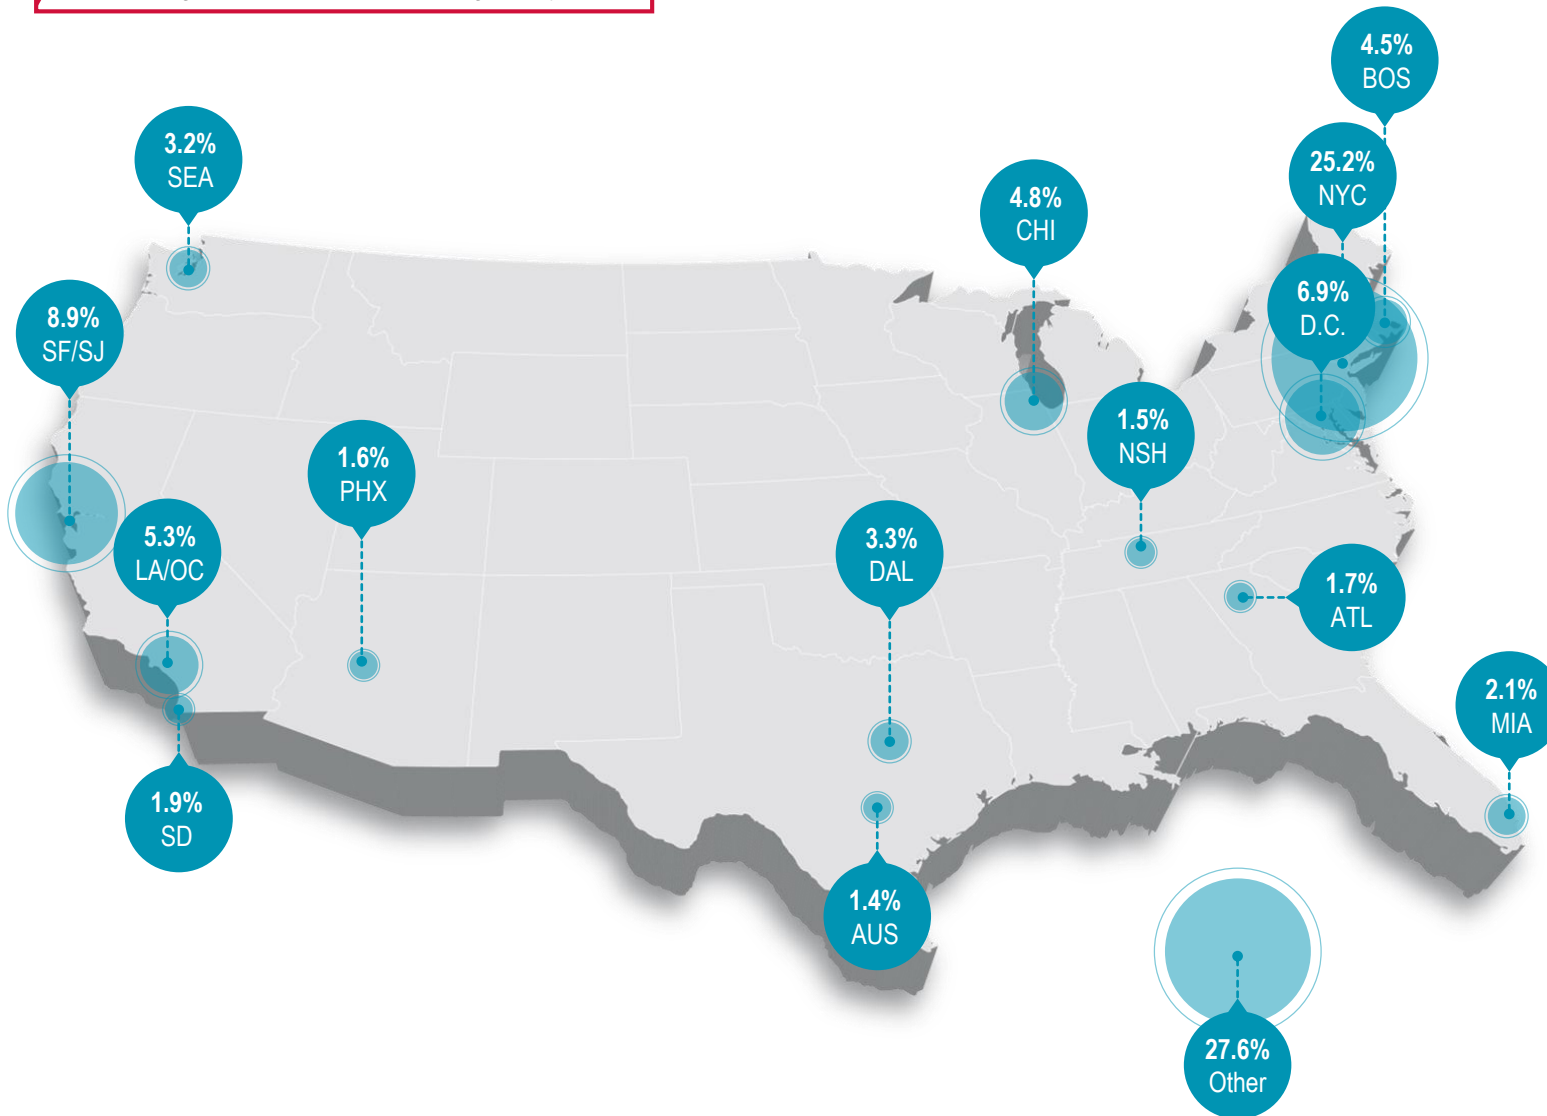 4.5%
BOS
3.2%
SEA
25.2%
NYC
4.8%
CHI
6.9%
D.C.
8.9%
SF/SJ
1.5%
NSH
1.6%
PHX
5.3%
LA/OC
3.3%
DAL
1.7%
ATL
2.1%
MIA
1.9%
SD
1.4%
AUS
27.6%
Other